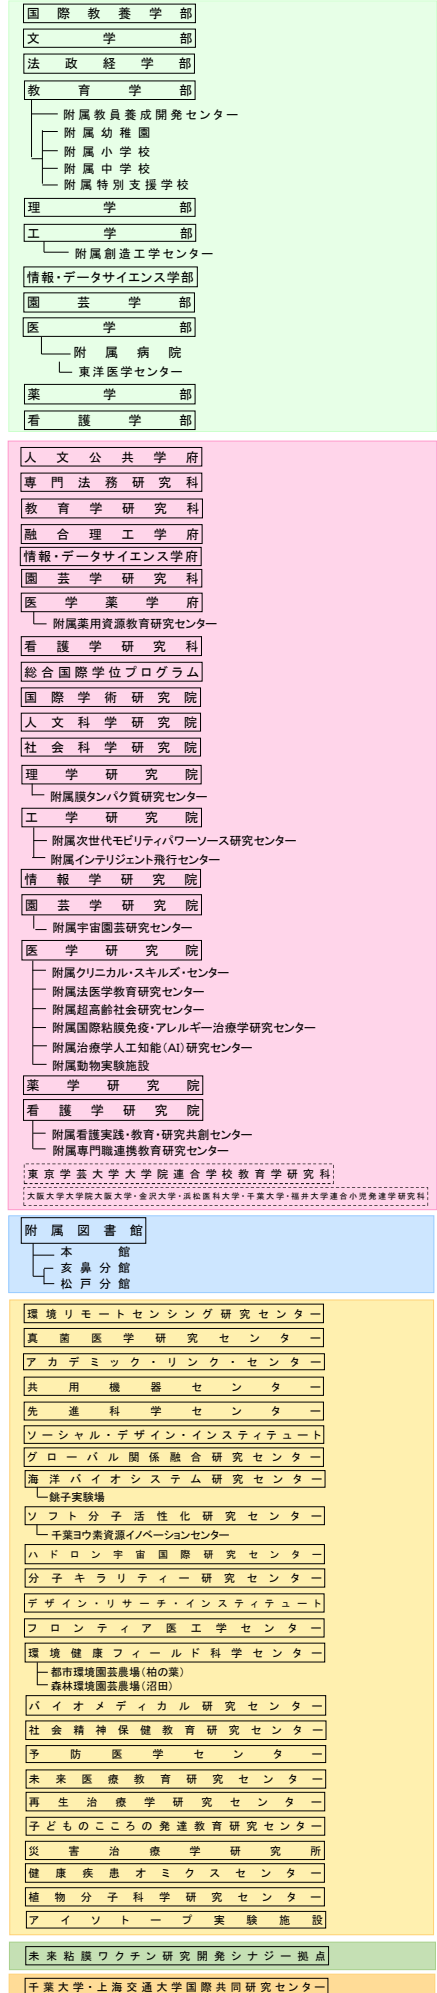 国際教養学部
文学部
法政経学部
教育学部
附属教員養成開発センター
附属幼稚園
附属小学校
附属中学校
附属特別支援学校
理学部
工学部
附属創造工学センター
情報・データサイエンス学部
園芸学部
医学部
附属病院
東洋医学センター
薬学部
看護学部
人文公共学府
専門法務研究科
教育学研究科
融合理工学府
情報・データサイエンス学府
園芸学研究科
医学薬学府
附属薬用資源教育研究センター
看護学研究科
総合国際学位プログラム
国際学術研究院
人文科学研究院
社会科学研究院
理学研究院
附属膜タンパク質研究センター
工学研究院
附属次世代モビリティパワーソース研究センター
附属インテリジェント飛行センター
情報学研究院
園芸学研究院
附属宇宙園芸研究センター
医学研究院
附属クリニカル・スキルズ・センター
附属法医学教育研究センター
附属超高齢社会研究センター
附属国際粘膜免疫・アレルギー治療学研究センター
附属治療学人工知能(AI)研究センター
附属動物実験施設
薬学研究院
看護学研究院
附属看護実践・教育・研究共創センター
附属専門職連携教育研究センター
東京学芸大学大学院連合学校教育学研究科
大阪大学大学院大阪大学・金沢大学・浜松医科大学・千葉大学・福井大学連合小児発達学研究科
附属図書館
本館
亥鼻分館
松戸分館
環境リモートセンシング研究センター
真菌医学研究センター
アカデミック・リンク・センター
共用機器センター
先進科学センター
ソーシャル・デザイン・インスティテュート
グローバル関係融合研究センター
海洋バイオシステム研究センター
銚子実験場
ソフト分子活性化研究センター
千葉ヨウ素資源イノベーションセンター
ハドロン宇宙国際研究センター
分子キラリティー研究センター
デザイン・リサーチ・インスティテュート
フロンティア医工学センター
環境健康フィールド科学センター
都市環境園芸農場(柏の葉)
森林環境園芸農場(沼田)
バイオメディカル研究センター
社会精神保健教育研究センター
予防医学センター
未来医療教育研究センター
再生治療学研究センター
子どものこころの発達教育研究センター
災害治療学研究所
健康疾患オミクスセンター
植物分子科学研究センター
アイソトープ実験施設
未来粘膜ワクチン研究開発シナジー拠点
千葉大学・上海交通大学国際共同研究センター